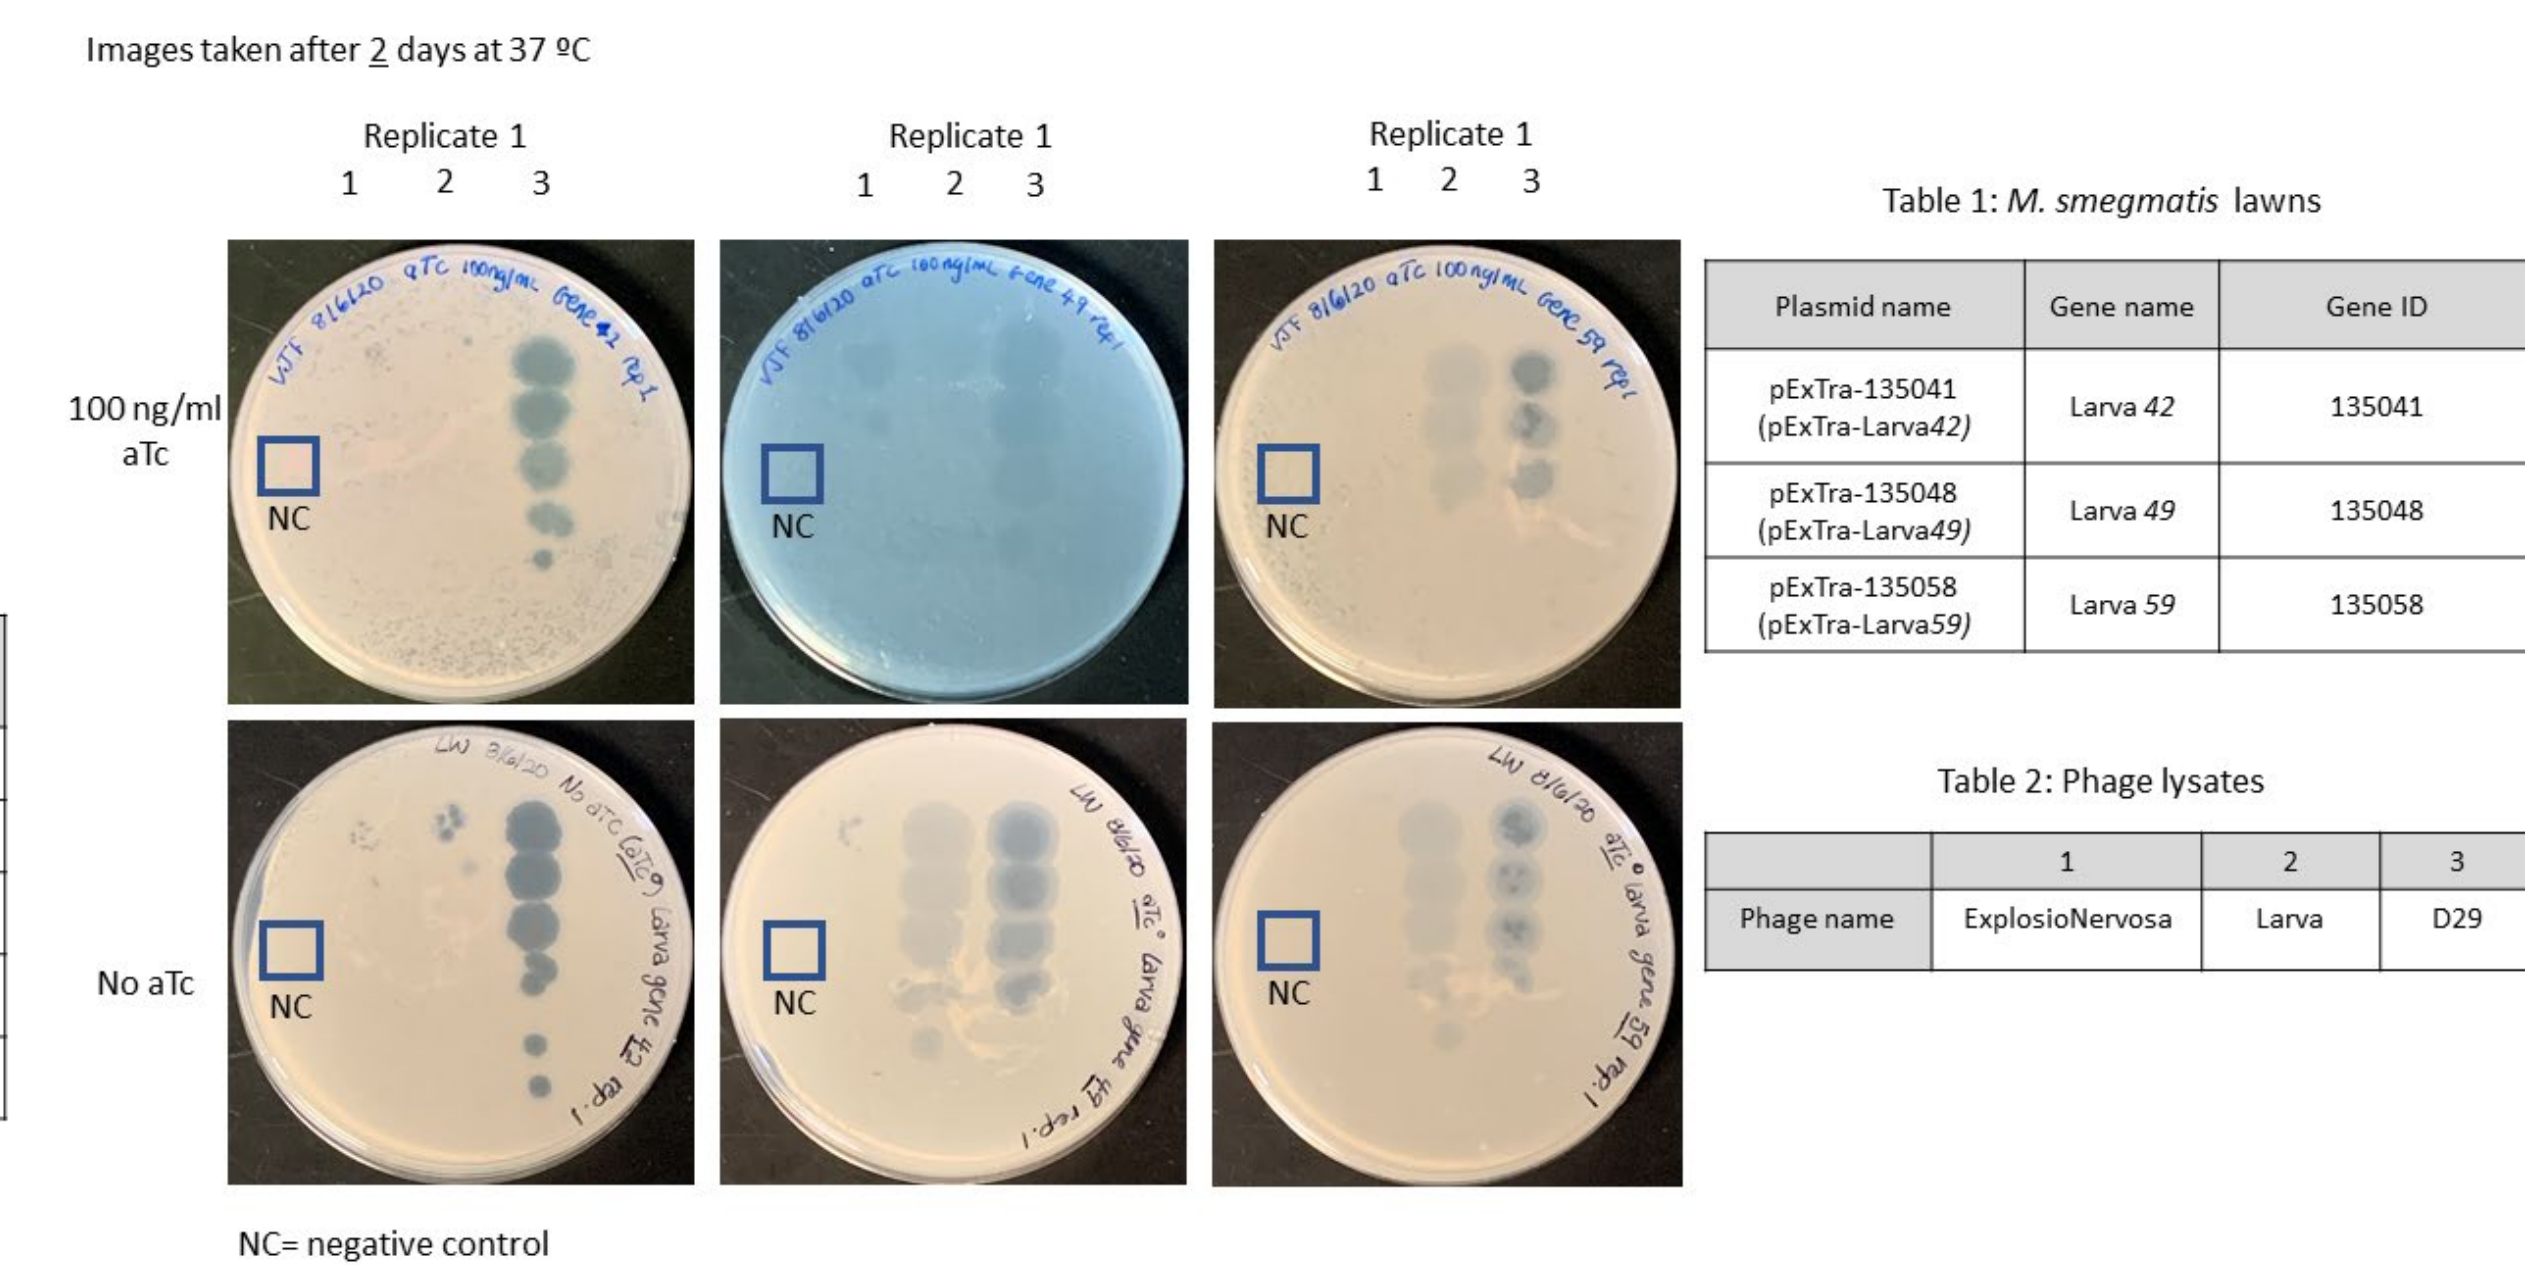 Images taken after 2 days at 37 ºC
Replicate 1
1 2 3
Replicate 1
1 2 3
Replicate 1
1 2 3
100 ng/ml
aTc
VJF 8/6/20 aTc 100ng/mL Gene 42 rep1
NC
VJF 8/6/20 aTc 100ng/mL Gene 49 rep1
NC
VJF 8/6/20 aTc 100ng/mL Gene 59 rep1
NC
No aTc
LW 8/6/20 No aTc (aTc⁰) Larva gene 42 rep.1
NC
LW 8/6/20 aTc⁰ Larva gene 49 rep.1
NC
LW 8/6/20 aTc⁰ Larva gene 59 rep.1
NC
NC= negative control
Table 1: M. smegmatis lawns
Plasmid name Gene name Gene ID
pExTra-135041
(pExTra-Larva42) Larva 42 135041
pExTra-135048
(pExTra-Larva49) Larva 49 135048
pExTra-135058
(pExTra-Larva59) Larva 59 135058
Table 2: Phage lysates
1 2 3
Phage name ExplosioNervosa Larva D29